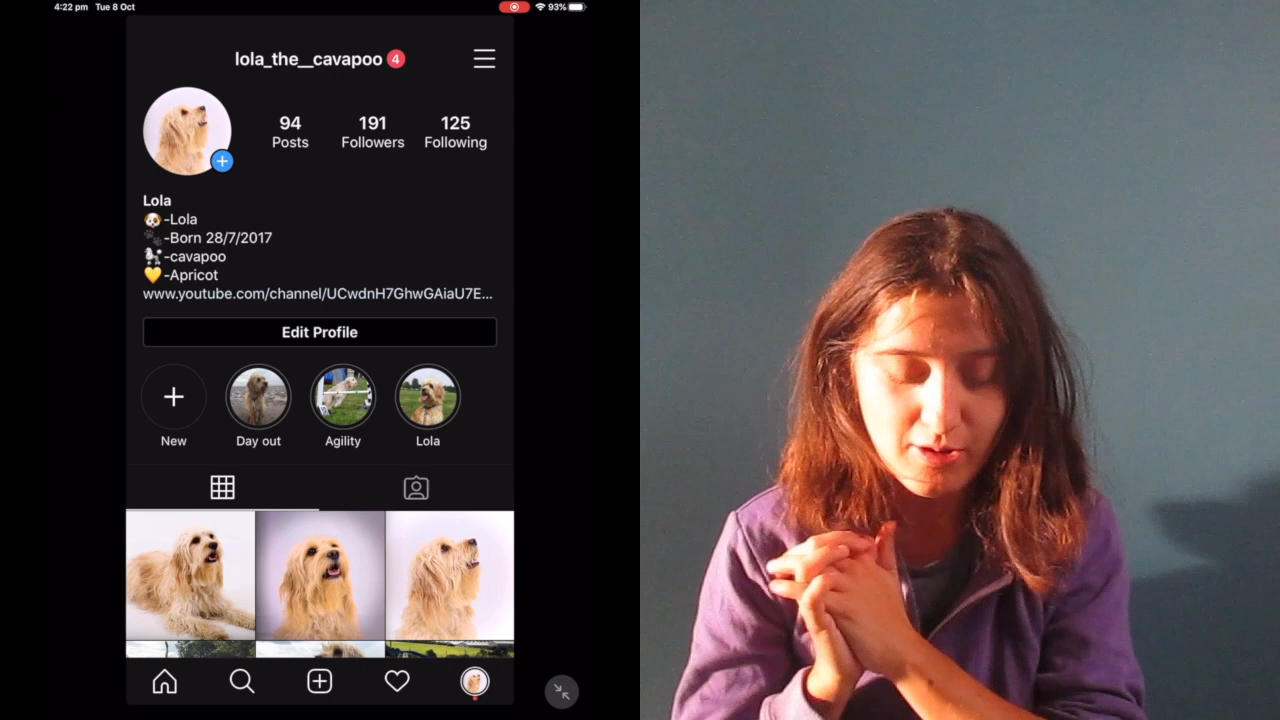 4:22 pm Tue 8 Oct 93%
lola_the__cavapoo 4
94 191 125
Posts Followers Following
Lola
-Lola
-Born 28/7/2017
-cavapoo
-Apricot
www.youtube.com/channel/UCwdnH7GhwGAiaU7E...
Edit Profile
New Day out Agility Lola